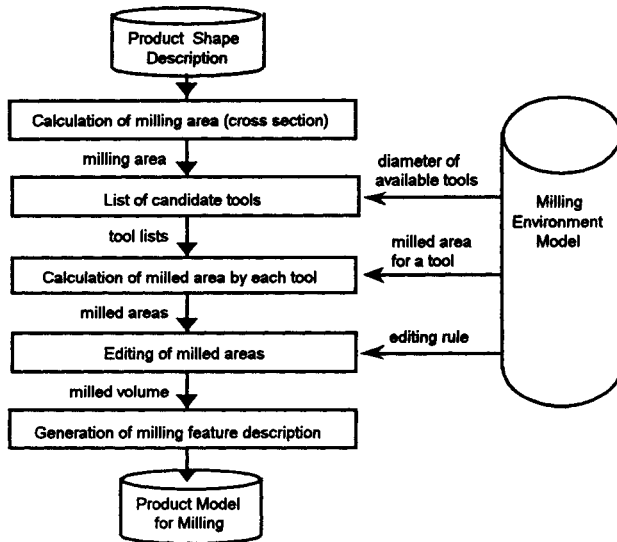 Product Shape
Description
Calculation of milling area (cross section)
milling area
diameter of
available tools
List of candidate tools
Milling
Environment
Model
tool lists
milled area
for a tool
Calculation of milled area by each tool
milled areas
editing rule
Editing of milled areas
milled volume
Generation of milling feature description
Product Model
for Milling